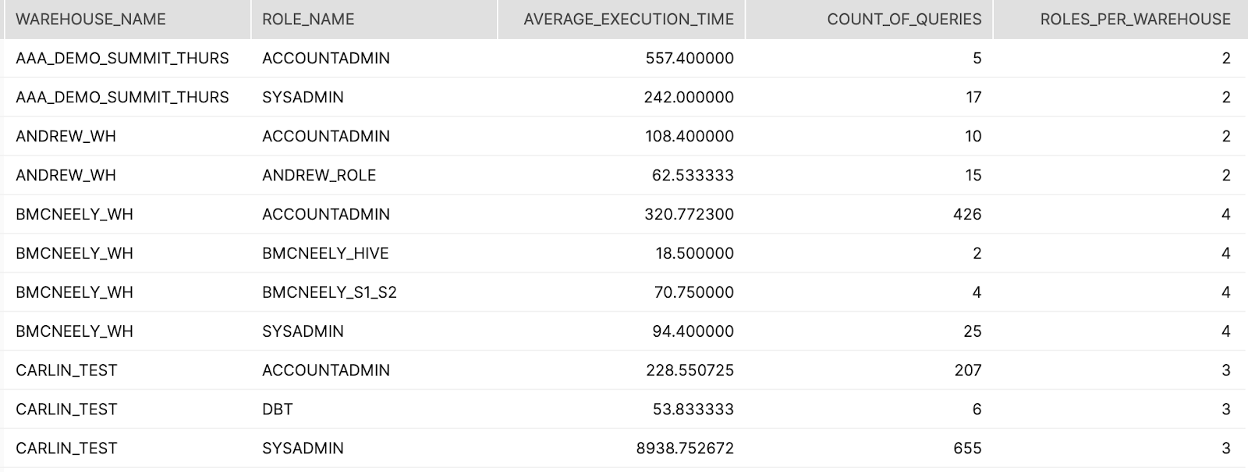 WAREHOUSE_NAME ROLE_NAME AVERAGE_EXECUTION_TIME COUNT_OF_QUERIES ROLES_PER_WAREHOUSE
AAA_DEMO_SUMMIT_THURS ACCOUNTADMIN 557.400000 5 2
AAA_DEMO_SUMMIT_THURS SYSADMIN 242.000000 17 2
ANDREW_WH ACCOUNTADMIN 108.400000 10 2
ANDREW_WH ANDREW_ROLE 62.533333 15 2
BMCNEELY_WH ACCOUNTADMIN 320.772300 426 4
BMCNEELY_WH BMCNEELY_HIVE 18.500000 2 4
BMCNEELY_WH BMCNEELY_S1_S2 70.750000 4 4
BMCNEELY_WH SYSADMIN 94.400000 25 4
CARLIN_TEST ACCOUNTADMIN 228.550725 207 3
CARLIN_TEST DBT 53.833333 6 3
CARLIN_TEST SYSADMIN 8938.752672 655 3